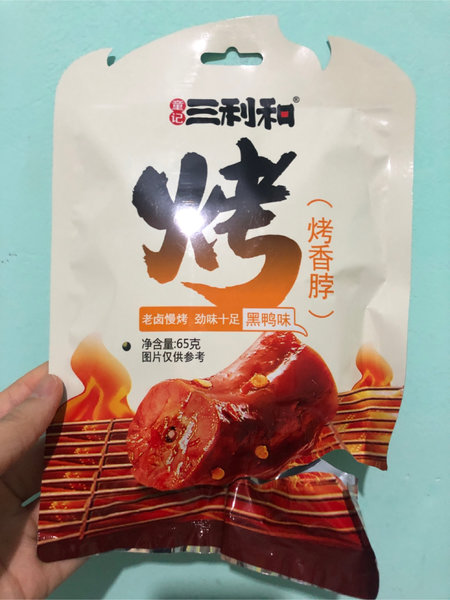 童记 三利和®
烤
（烤香脖）
老卤慢烤 劲味十足 黑鸭味
净含量:65克
图片仅供参考